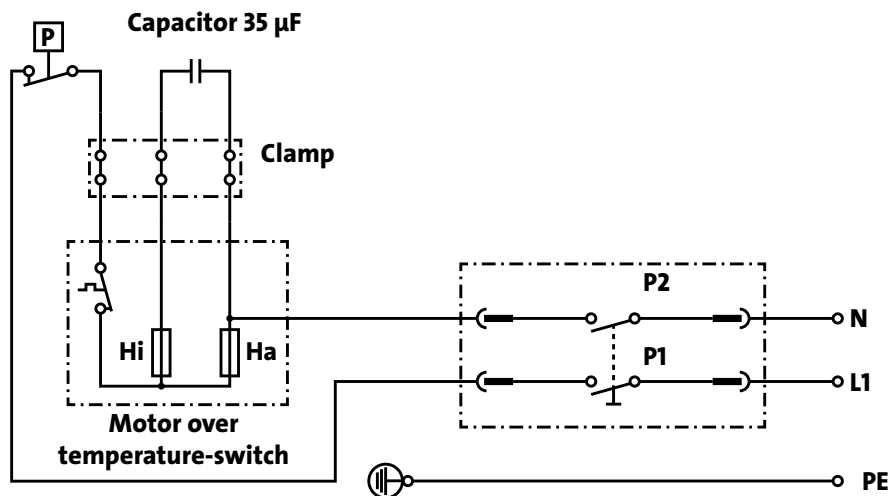 Capacitor 35 µF
P
Clamp
P2
N
Hi
Ha
P1
L1
Motor over
temperature-switch
PE